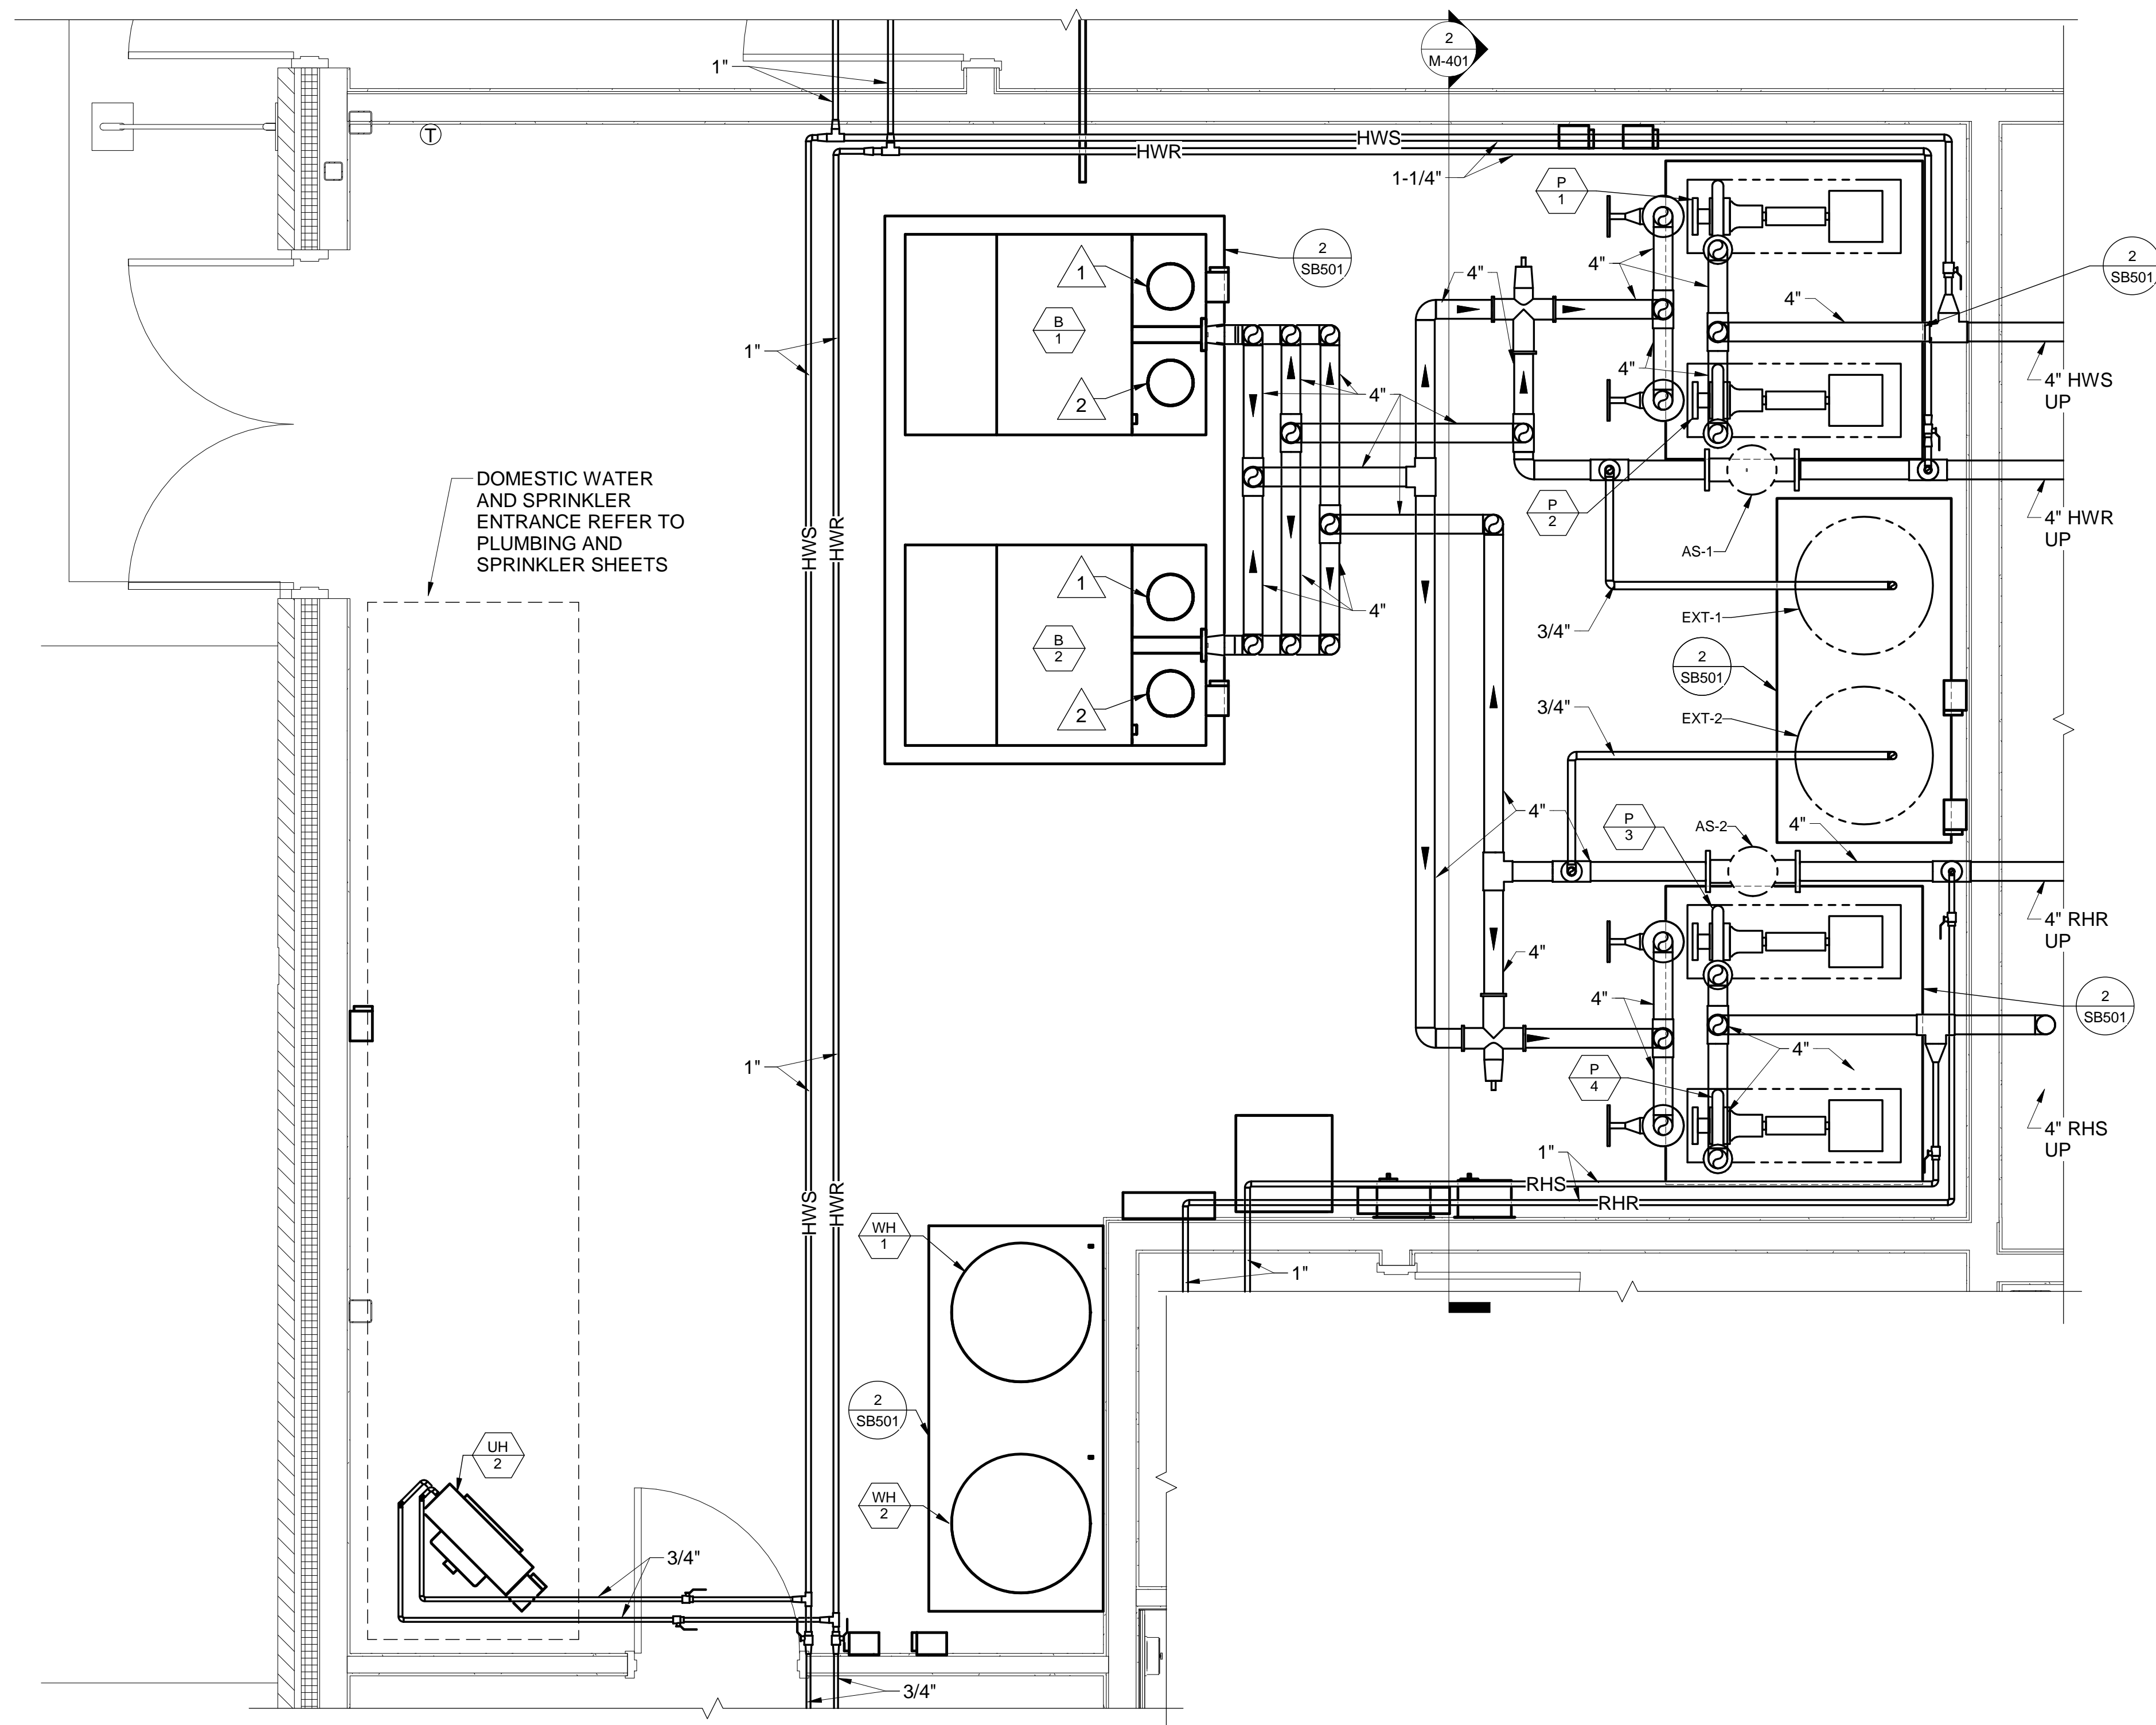 2
M-401
1"
T
HWS
HWR
1-1/4"
P
1
2
SB501
2
SB501
1
B
1
2
4"
4"
4"
4"
4" HWS
UP
1"
4"
DOMESTIC WATER
AND SPRINKLER
ENTRANCE REFER TO
PLUMBING AND
SPRINKLER SHEETS
HWS
HWR
P
2
AS-1
4" HWR
UP
1
B
2
2
4"
3/4"
EXT-1
2
SB501
3/4"
EXT-2
4"
P
3
AS-2
4"
4" RHR
UP
4"
4"
2
SB501
1"
P
4
4"
4" RHS
UP
1"
RHS
RHR
HWS
HWR
WH
1
1"
2
SB501
UH
2
WH
2
3/4"
3/4"